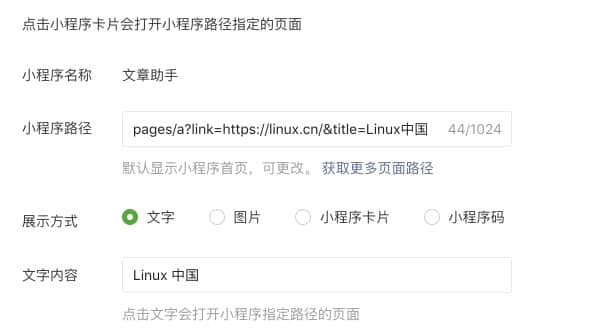 点击小程序卡片会打开小程序路径指定的页面
小程序名称 文章助手
小程序路径 pages/a?link=https://linux.cn/&title=Linux中国 44/1024
默认显示小程序首页，可更改。 获取更多页面路径
展示方式 文字 图片 小程序卡片 小程序码
文字内容 Linux 中国
点击文字会打开小程序指定路径的页面